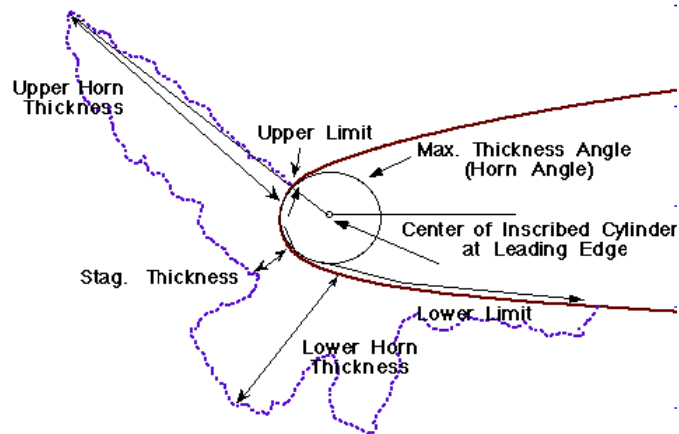 Upper Horn
Thickness
Upper Limit
Max. Thickness Angle
(Horn Angle)
Center of Inscribed Cylinder
at Leading Edge
Stag. Thickness
Lower Limit
Lower Horn
Thickness